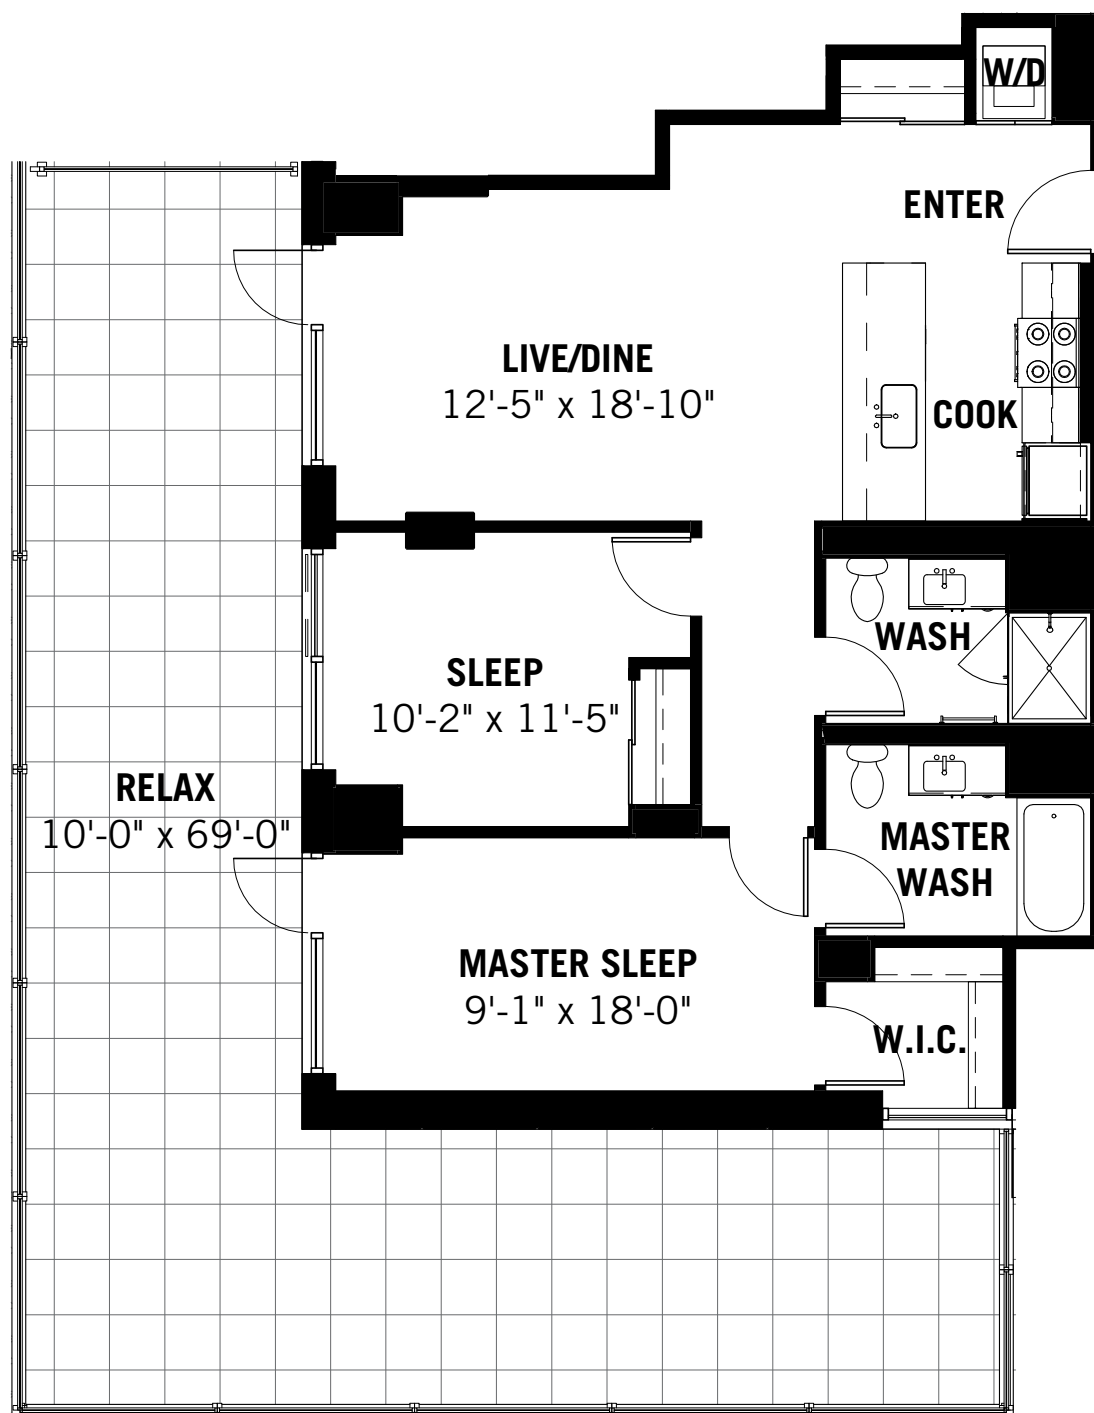 W/D
ENTER
LIVE/DINE
12'-5" x 18'-10"
COOK
WASH
SLEEP
10'-2" x 11'-5"
RELAX
10'-0" x 69'-0"
MASTER
WASH
MASTER SLEEP
9'-1" x 18'-0"
W.I.C.